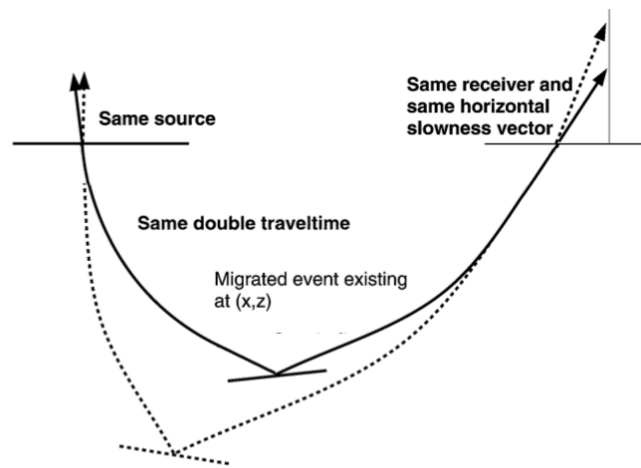 Same source
Same receiver and
same horizontal
slowness vector
Same double traveltime
Migrated event existing
at (x,z)